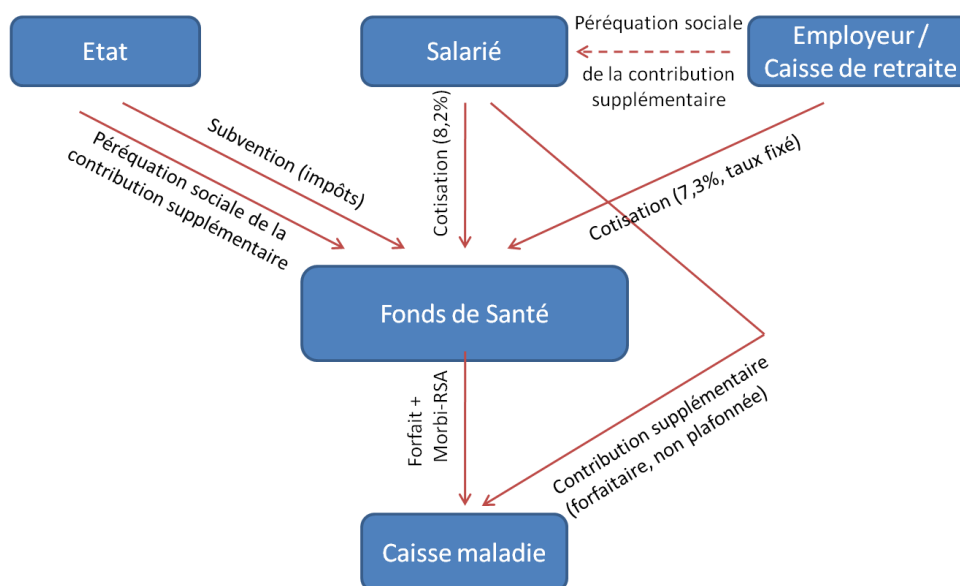 Etat
Salarié
Péréquation sociale
de la contribution
supplémentaire
Employeur /
Caisse de retraite
Subvention (impôts)
Péréquation sociale de la
contribution supplémentaire
Cotisation (8,2%)
Cotisation (7,3%, taux fixé)
Fonds de Santé
Forfait +
Morbi-RSA
Contribution supplémentaire
(forfaitaire, non plafonnée)
Caisse maladie